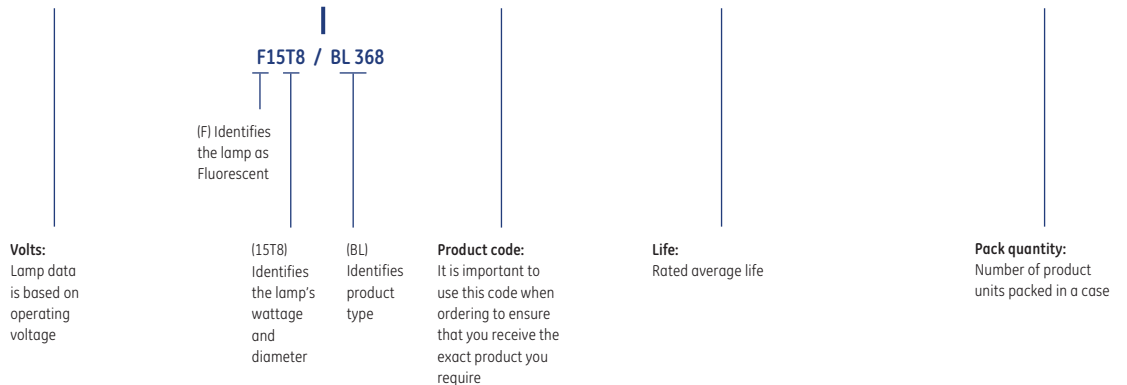 F15T8 / BL 368
(F) Identifies
the lamp as
Fluorescent
Volts:
Lamp data
is based on
operating
voltage
(15T8)
Identifies
the lamp's
wattage
and
diameter
(BL)
Identifies
product
type
Product code:
It is important to
use this code when
ordering to ensure
that you receive the
exact product you
require
Life:
Rated average life
Pack quantity:
Number of product
units packed in a case